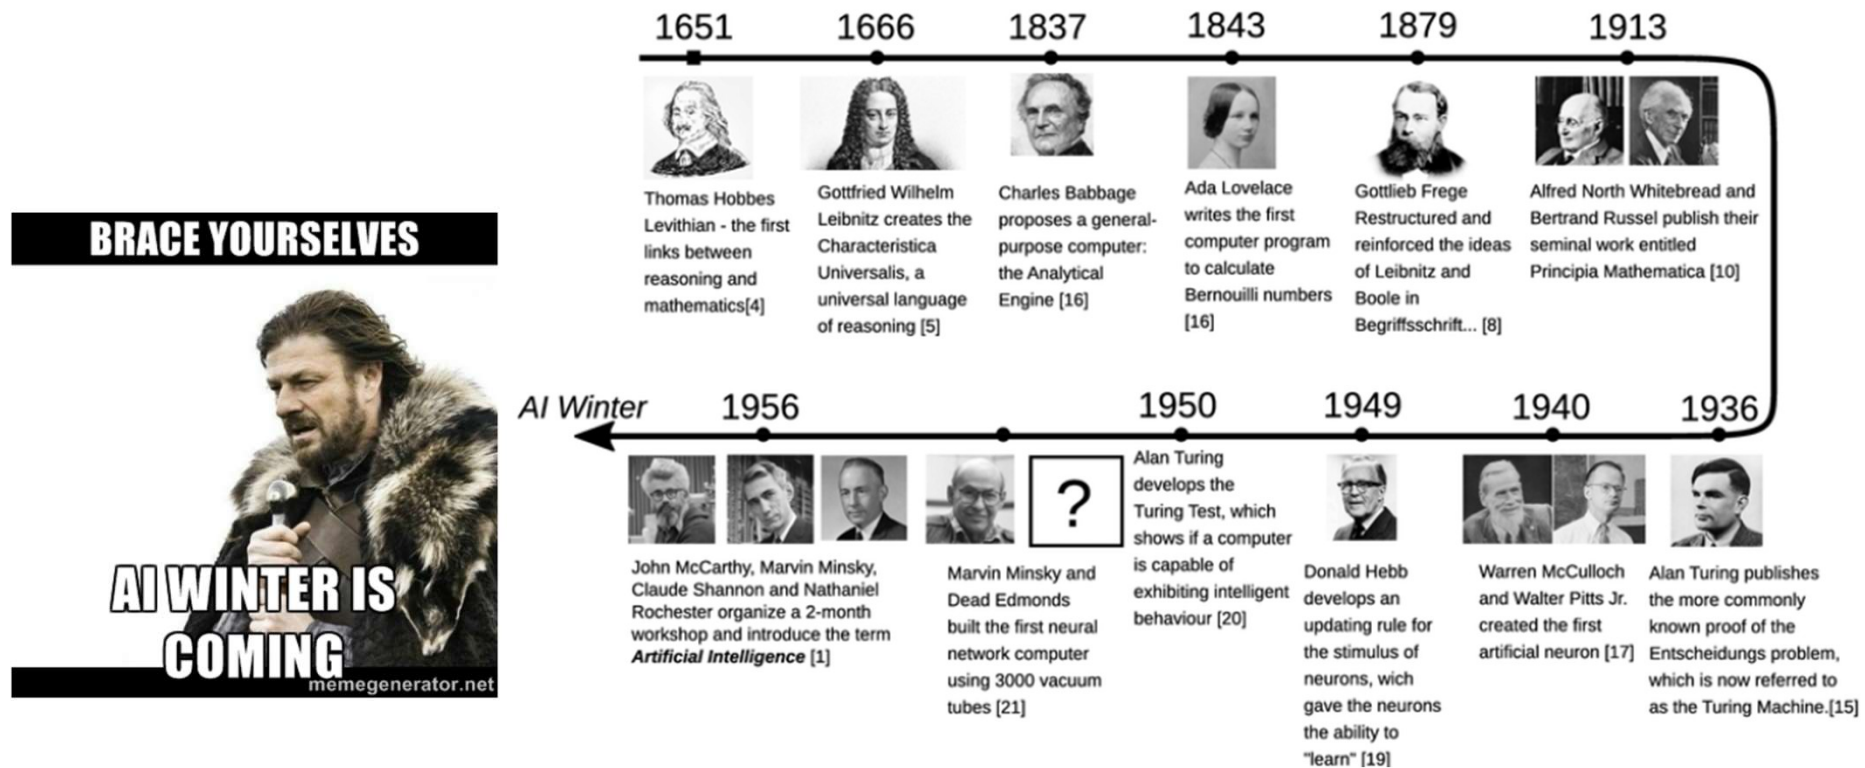 BRACE YOURSELVES
AI WINTER IS
COMING
memegenerator.net
1651
Thomas Hobbes
Levithian - the first
links between
reasoning and
mathematics[4]
1666
Gottfried Wilhelm
Leibnitz creates the
Characteristica
Universalis, a
universal language
of reasoning [5]
1837
Charles Babbage
proposes a general-
purpose computer:
the Analytical
Engine [16]
1843
Ada Lovelace
writes the first
computer program
to calculate
Bernouilli numbers
[16]
1879
Gottlieb Frege
Restructured and
reinforced the ideas
of Leibnitz and
Boole in
Begriffsschrift... [8]
1913
Alfred North Whitebread and
Bertrand Russel publish their
seminal work entitled
Principia Mathematica [10]
AI Winter
1956
John McCarthy, Marvin Minsky,
Claude Shannon and Nathaniel
Rochester organize a 2-month
workshop and introduce the term
Artificial Intelligence [1]
?
Marvin Minsky and
Dead Edmonds
built the first neural
network computer
using 3000 vacuum
tubes [21]
1950
Alan Turing
develops the
Turing Test, which
shows if a computer
is capable of
exhibiting intelligent
behaviour [20]
1949
Donald Hebb
develops an
updating rule for
the stimulus of
neurons, wich
gave the neurons
the ability to
"learn" [19]
1940
Warren McCulloch
and Walter Pitts Jr.
created the first
artificial neuron [17]
1936
Alan Turing publishes
the more commonly
known proof of the
Entscheidungs problem,
which is now referred to
as the Turing Machine.[15]